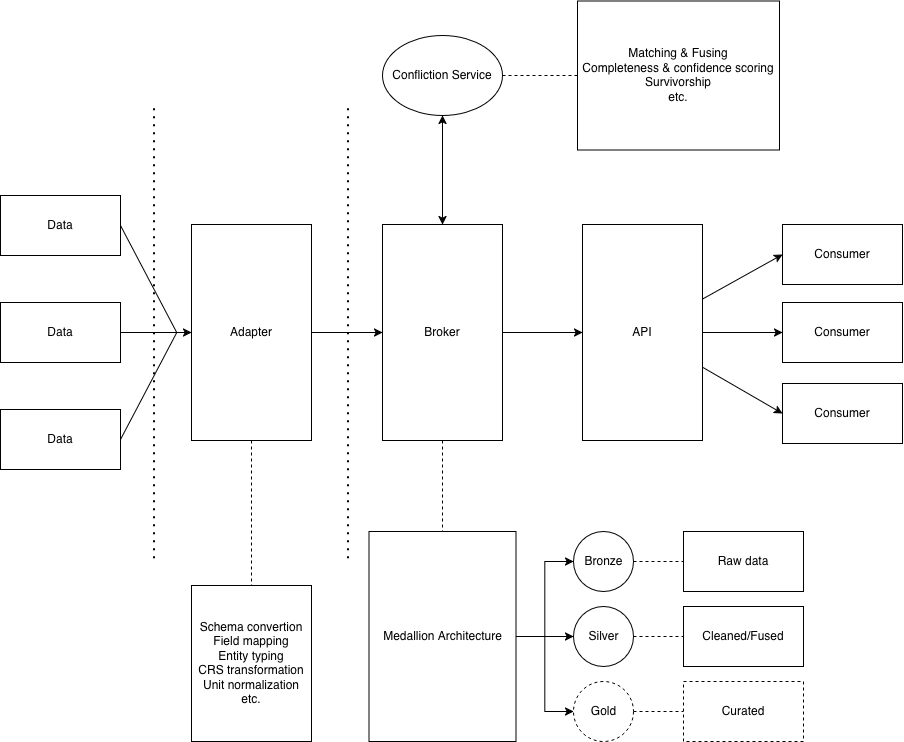 Matching & Fusing
Completeness & confidence scoring
Survivorship
etc.
Confliction Service
Data
Data
Data
Adapter
Broker
API
Consumer
Consumer
Consumer
Schema convertion
Field mapping
Entity typing
CRS transformation
Unit normalization
etc.
Medallion Architecture
Bronze
Raw data
Silver
Cleaned/Fused
Gold
Curated